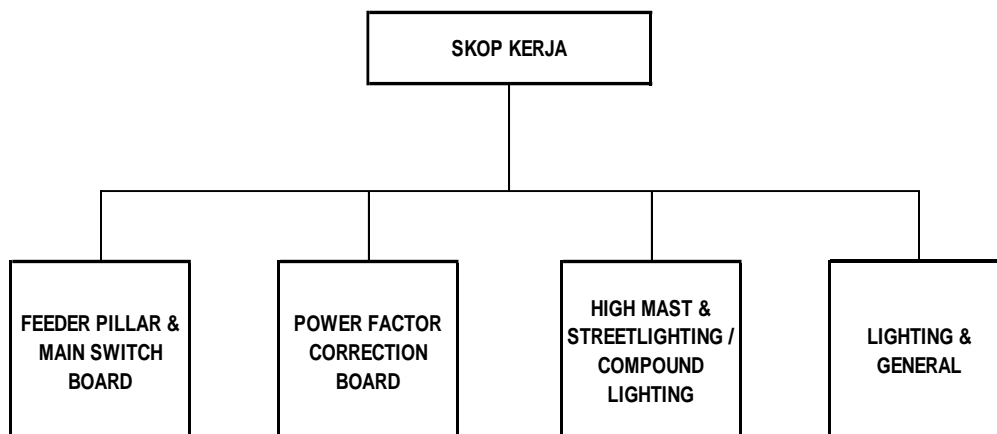 SKOP KERJA
FEEDER PILLAR &
MAIN SWITCH
BOARD
POWER FACTOR
CORRECTION
BOARD
HIGH MAST &
STREETLIGHTING /
COMPOUND
LIGHTING
LIGHTING &
GENERAL